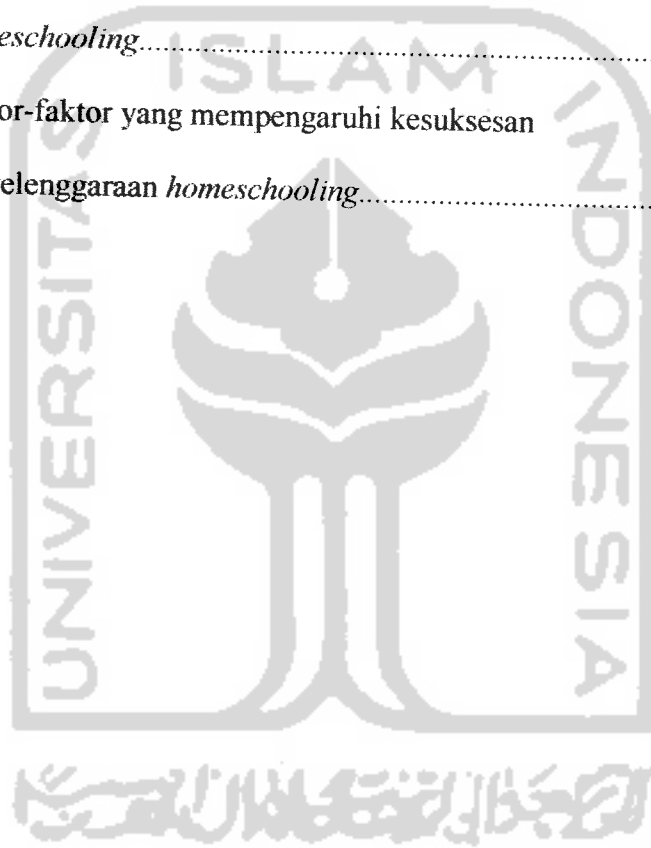 eschooling..........................................................................
or-faktor yang mempengaruhi kesuksesan
elenggaraan homeschooling..........................................
ISLAM
UNIVERSITAS
INDONESIA